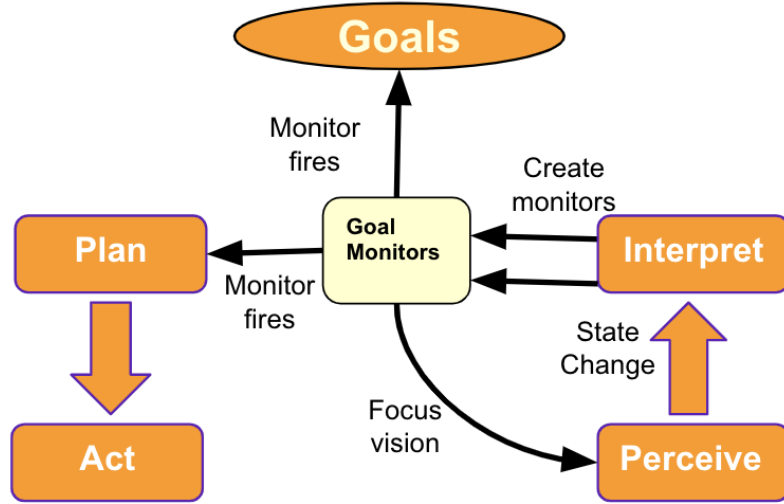 Goals
Monitor
fires
Create
monitors
Plan
Goal
Monitors
Interpret
Monitor
fires
State
Change
Focus
vision
Act
Perceive